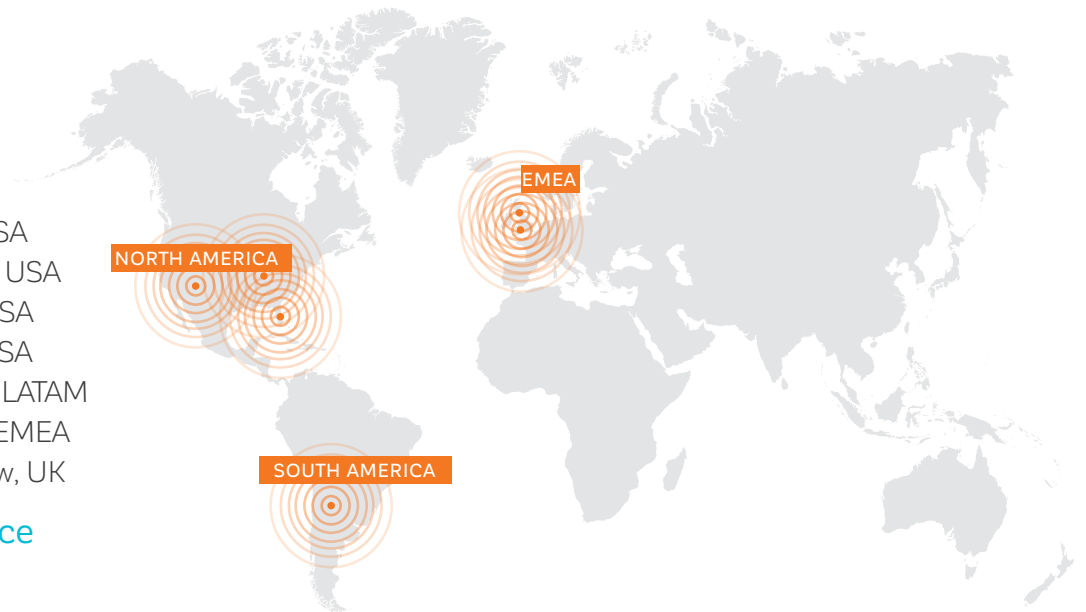 SA
USA
SA
SA
LATAM
EMEA
w, UK
ce
NORTH AMERICA
EMEA
SOUTH AMERICA